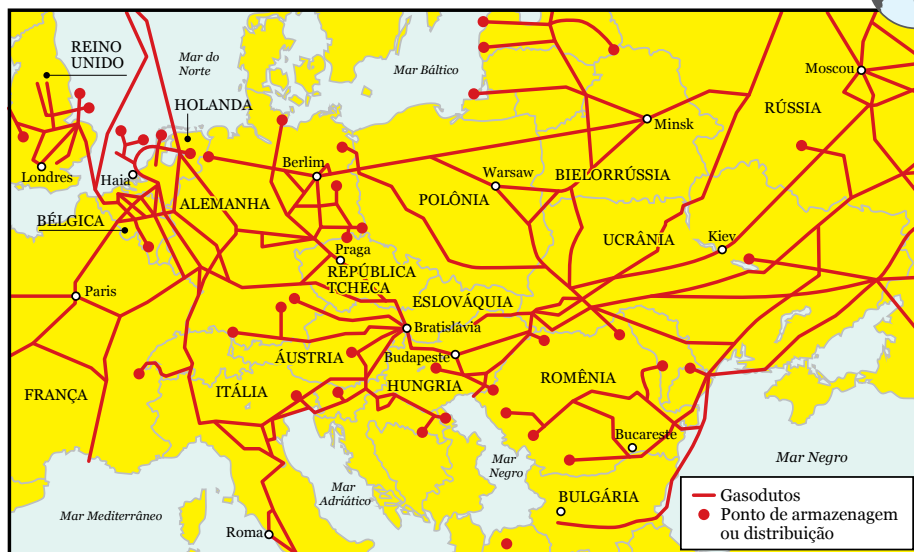 REINO
UNIDO
Mar do
Norte
Mar Báltico
Moscou
HOLANDA
RÚSSIA
Minsk
Londres
Haia
Berlim
Warsaw
BIELORRÚSSIA
ALEMANHA
POLÔNIA
BÉLGICA
UCRÂNIA
Kiev
Praga
REPÚBLICA
TCHECA
Paris
ESLOVÁQUIA
Bratislávia
ÁUSTRIA
Budapeste
FRANÇA
ITÁLIA
HUNGRIA
ROMÊNIA
Bucareste
Mar
Negro
Mar Negro
Mar
Adriático
BULGÁRIA
Mar Mediterrâneo
Roma
Gasodutos
Ponto de armazenagem
ou distribuição